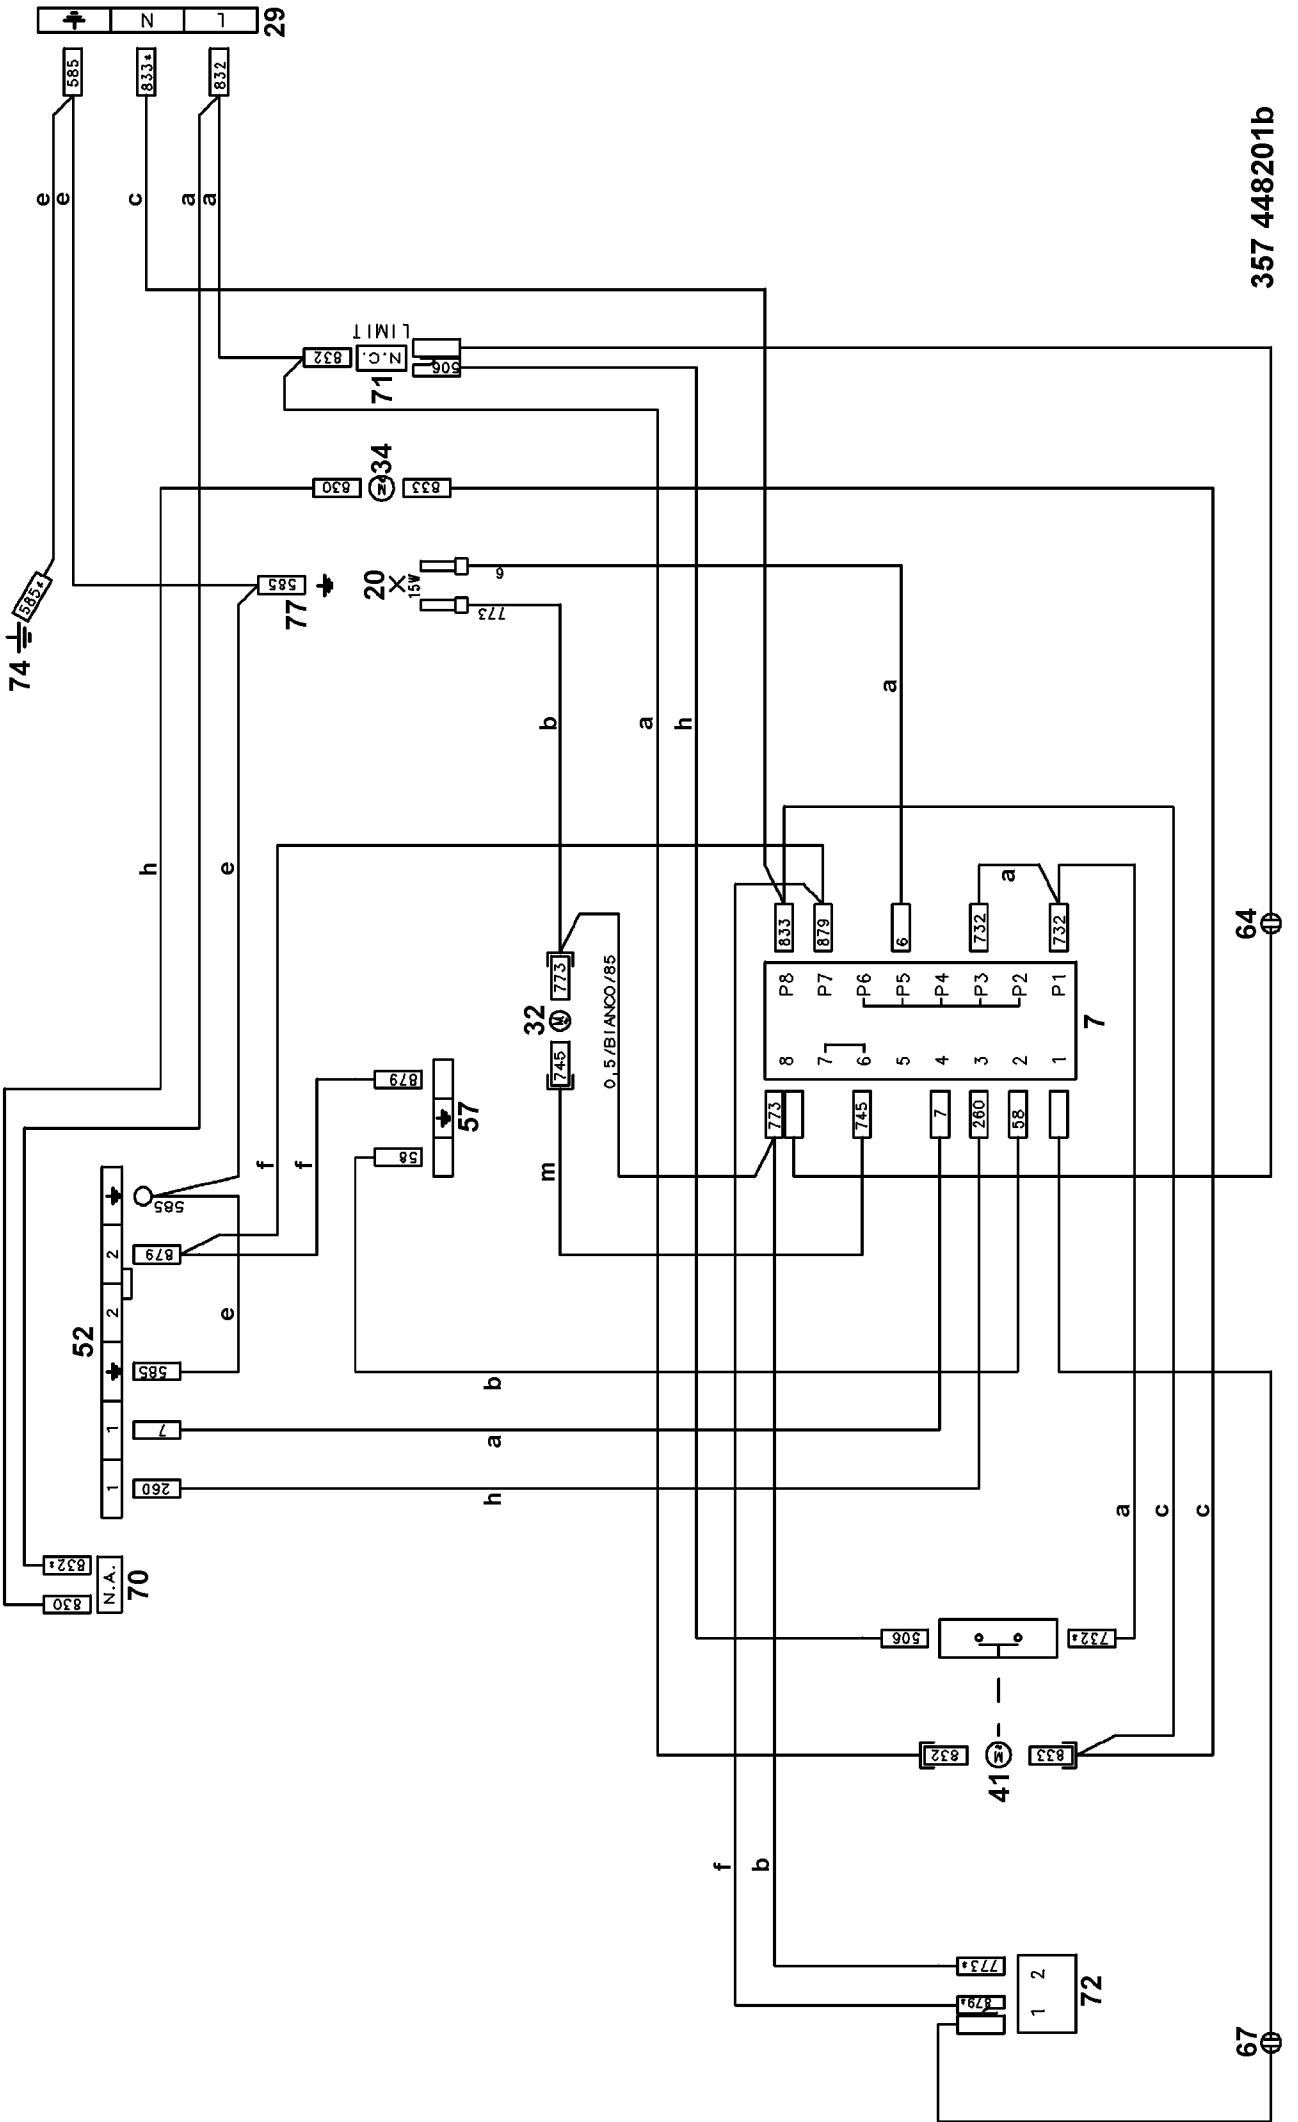 L
N
29
832
833*
585
e
e
c
a
a
357 448201b
LIMIT
832
N.C.
71
506
830
34
M
833
74
585*
77
585
20
15W
6
773
h
e
b
a
h
a
f
f
m
a
833
879
6
732
732
64
P8
P7
P6
P5
P4
P3
P2
P1
7
8
7
6
5
4
3
2
1
773
745
7
260
58
773
32
M
745
0,5/BIANCO/85
879
57
58
585
879
585
7
260
2
2
1
1
52
e
b
a
h
a
c
c
832*
830
N.A.
70
506
732*
832
M
833
41
f
b
773*
879*
2
1
72
67